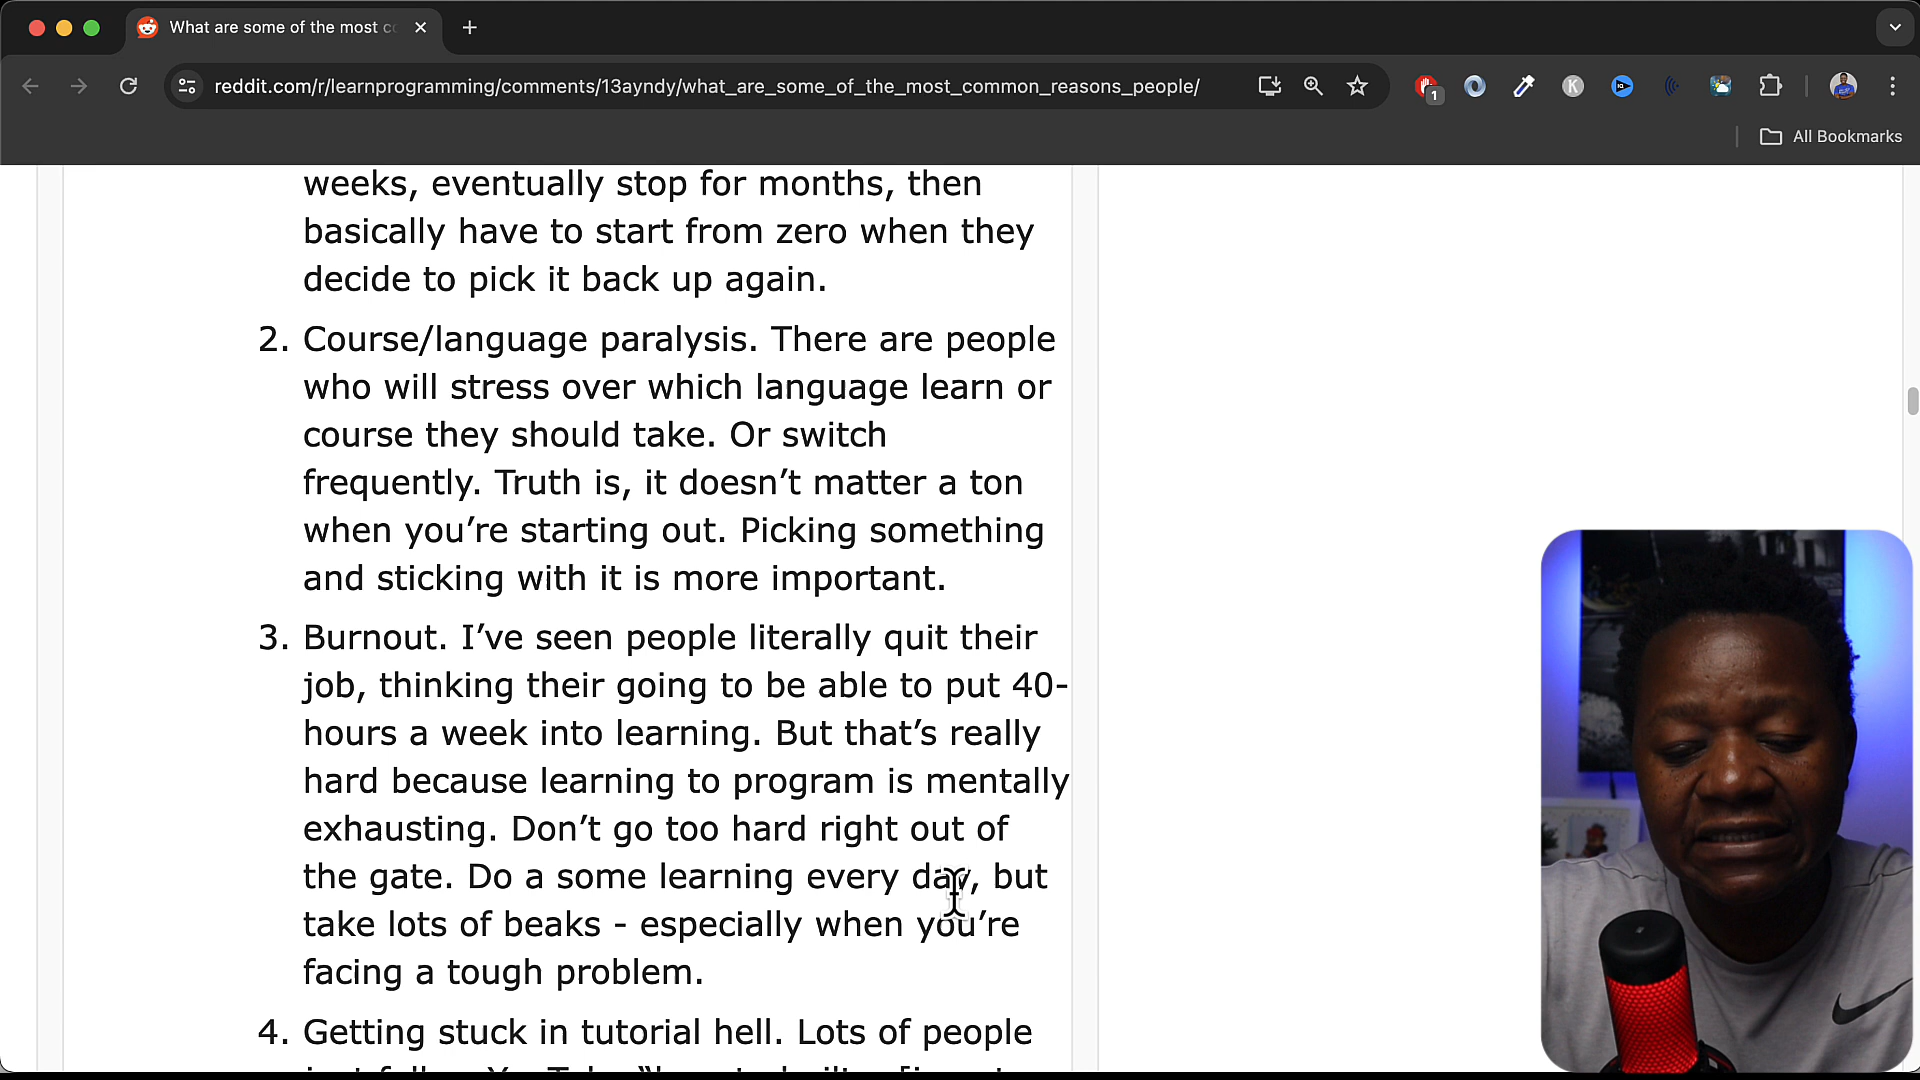 What are some of the most co
reddit.com/r/learnprogramming/comments/13ayndy/what_are_some_of_the_most_common_reasons_people/
1
K
All Bookmarks
weeks, eventually stop for months, then
basically have to start from zero when they
decide to pick it back up again.
2. Course/language paralysis. There are people
who will stress over which language learn or
course they should take. Or switch
frequently. Truth is, it doesn’t matter a ton
when you’re starting out. Picking something
and sticking with it is more important.
3. Burnout. I’ve seen people literally quit their
job, thinking their going to be able to put 40-
hours a week into learning. But that’s really
hard because learning to program is mentally
exhausting. Don’t go too hard right out of
the gate. Do a some learning every day, but
take lots of beaks - especially when you’re
facing a tough problem.
4. Getting stuck in tutorial hell. Lots of people